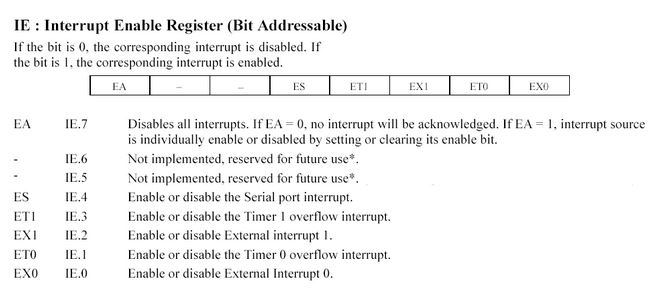 IE : Interrupt Enable Register (Bit Addressable)
If the bit is 0, the corresponding interrupt is disabled. If
the bit is 1, the corresponding interrupt is enabled.
EA – – ES ET1 EX1 ET0 EX0
EA IE.7 Disables all interrupts. If EA = 0, no interrupt will be acknowledged. If EA = 1, interrupt source
is individually enable or disabled by setting or clearing its enable bit.
- IE.6 Not implemented, reserved for future use*.
- IE.5 Not implemented, reserved for future use*.
ES IE.4 Enable or disable the Serial port interrupt.
ET1 IE.3 Enable or disable the Timer 1 overflow interrupt.
EX1 IE.2 Enable or disable External interrupt 1.
ET0 IE.1 Enable or disable the Timer 0 overflow interrupt.
EX0 IE.0 Enable or disable External Interrupt 0.